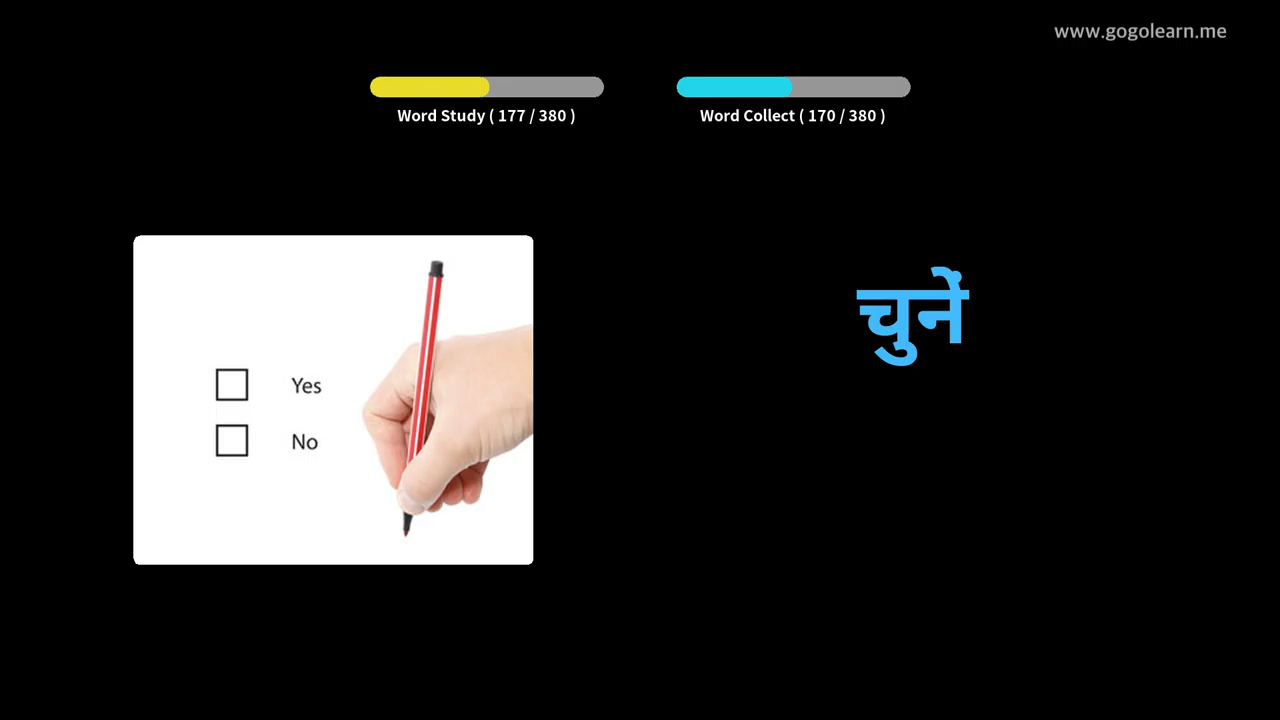 www.gogolearn.me
Word Study ( 177 / 380 )
Word Collect ( 170 / 380 )
Yes
No
चुनें